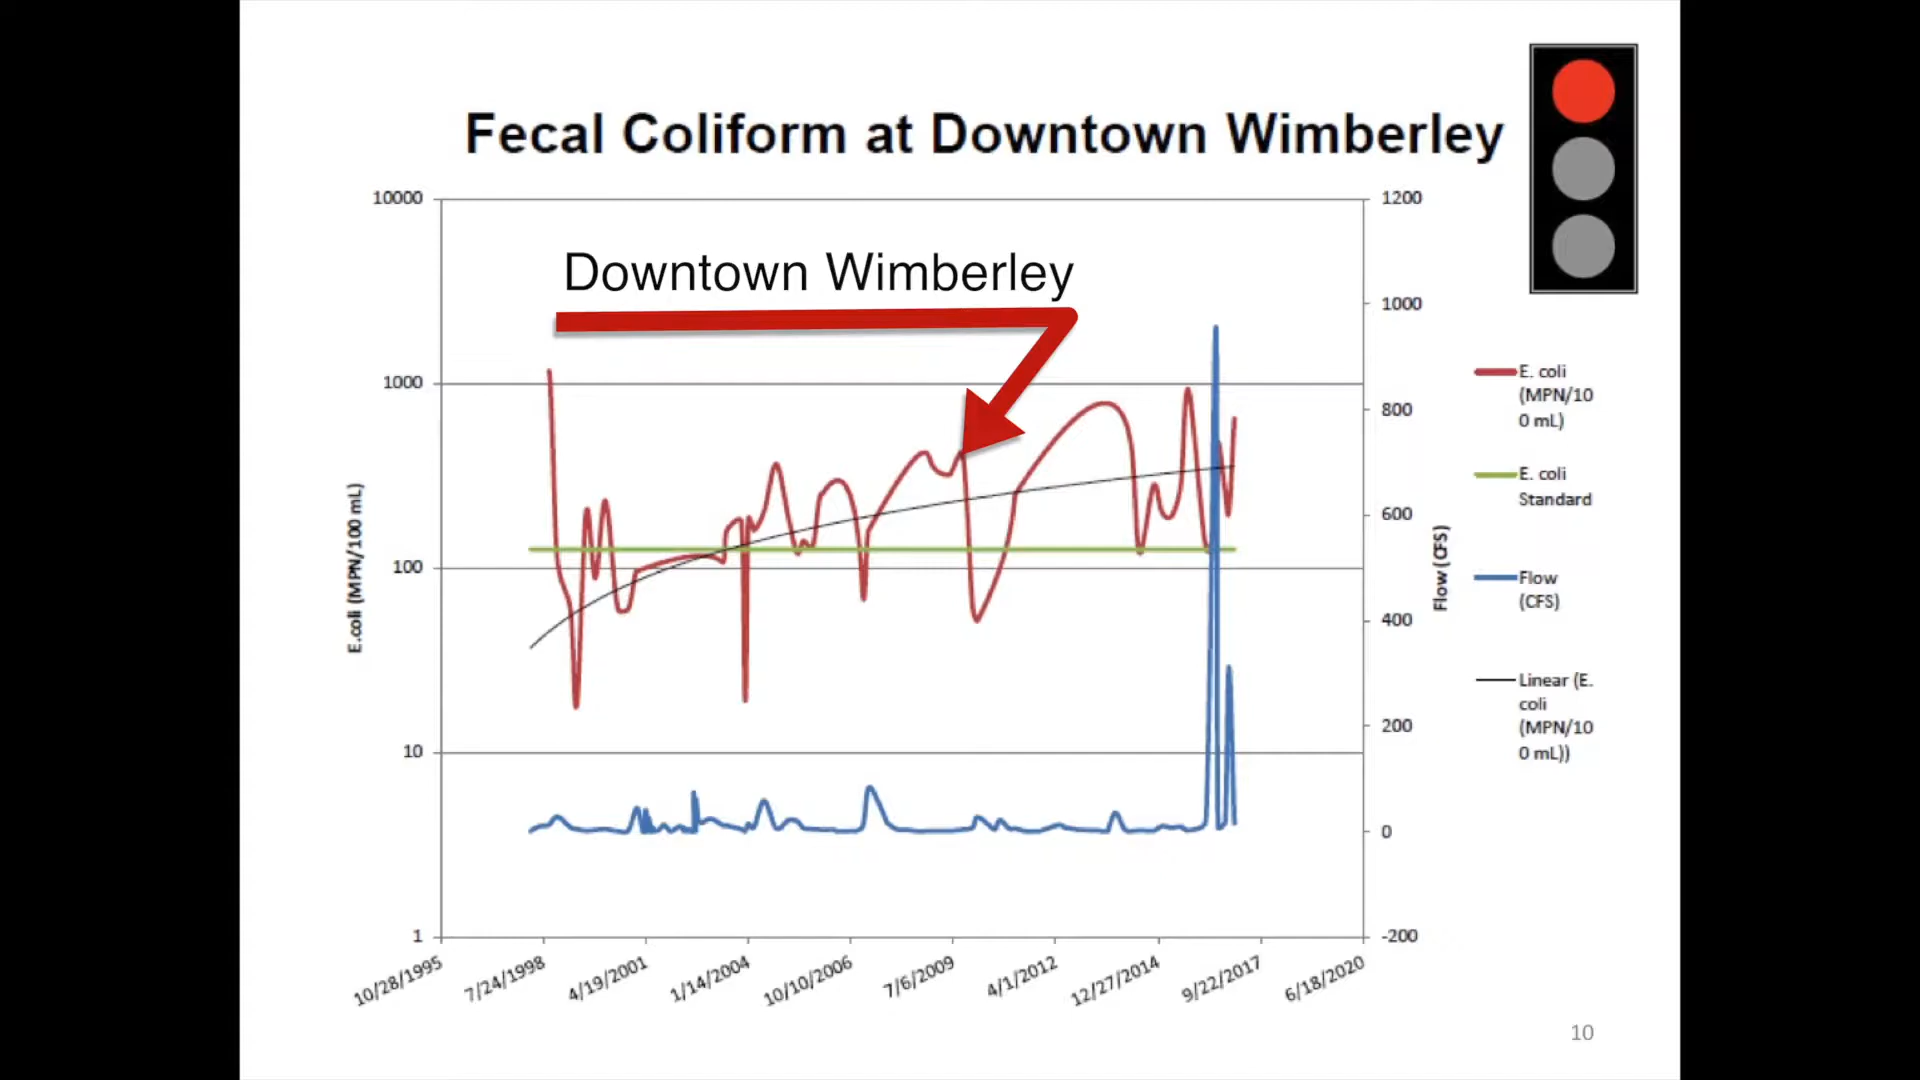 Fecal Coliform at Downtown Wimberley
Downtown Wimberley
10000
1000
100
10
1
E.coli (MPN/100 mL)
1200
1000
800
600
400
200
0
-200
Flow (CFS)
10/28/1995
7/24/1998
4/19/2001
1/14/2004
10/10/2006
7/6/2009
4/1/2012
12/27/2014
9/22/2017
6/18/2020
E. coli
(MPN/10
0 mL)
E. coli
Standard
Flow
(CFS)
Linear (E.
coli
(MPN/10
0 mL))
10